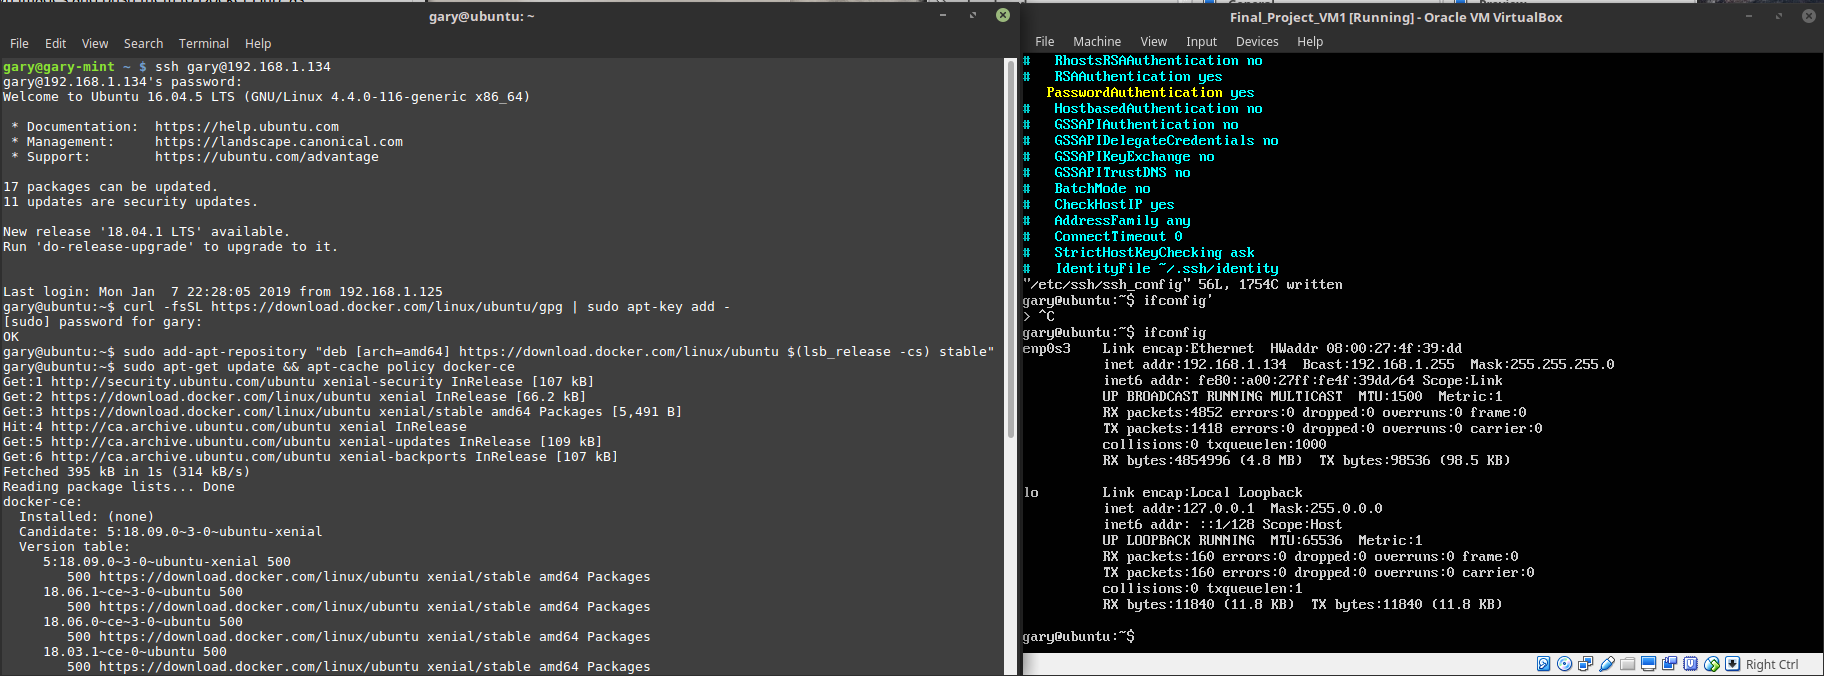 gary@ubuntu: ~
File Edit View Search Terminal Help
gary@gary-mint ~ $ ssh gary@192.168.1.134
gary@192.168.1.134's password:
Welcome to Ubuntu 16.04.5 LTS (GNU/Linux 4.4.0-116-generic x86_64)
* Documentation:  https://help.ubuntu.com
* Management:     https://landscape.canonical.com
* Support:        https://ubuntu.com/advantage
17 packages can be updated.
11 updates are security updates.
New release '18.04.1 LTS' available.
Run 'do-release-upgrade' to upgrade to it.
Last login: Mon Jan  7 22:28:05 2019 from 192.168.1.125
gary@ubuntu:~$ curl -fsSL https://download.docker.com/linux/ubuntu/gpg | sudo apt-key add -
[sudo] password for gary:
OK
gary@ubuntu:~$ sudo add-apt-repository "deb [arch=amd64] https://download.docker.com/linux/ubuntu $(lsb_release -cs) stable"
gary@ubuntu:~$ sudo apt-get update && apt-cache policy docker-ce
Get:1 http://security.ubuntu.com/ubuntu xenial-security InRelease [107 kB]
Get:2 https://download.docker.com/linux/ubuntu xenial InRelease [66.2 kB]
Get:3 https://download.docker.com/linux/ubuntu xenial/stable amd64 Packages [5,491 B]
Hit:4 http://ca.archive.ubuntu.com/ubuntu xenial InRelease
Get:5 http://ca.archive.ubuntu.com/ubuntu xenial-updates InRelease [109 kB]
Get:6 http://ca.archive.ubuntu.com/ubuntu xenial-backports InRelease [107 kB]
Fetched 395 kB in 1s (314 kB/s)
Reading package lists... Done
docker-ce:
  Installed: (none)
  Candidate: 5:18.09.0~3-0~ubuntu-xenial
  Version table:
     5:18.09.0~3-0~ubuntu-xenial 500
        500 https://download.docker.com/linux/ubuntu xenial/stable amd64 Packages
     18.06.1~ce~3-0~ubuntu 500
        500 https://download.docker.com/linux/ubuntu xenial/stable amd64 Packages
     18.06.0~ce~3-0~ubuntu 500
        500 https://download.docker.com/linux/ubuntu xenial/stable amd64 Packages
     18.03.1~ce-0~ubuntu 500
        500 https://download.docker.com/linux/ubuntu xenial/stable amd64 Packages
Final_Project_VM1 [Running] - Oracle VM VirtualBox
File Machine View Input Devices Help
#   RhostsRSAAuthentication no
#   RSAAuthentication yes
   PasswordAuthentication yes
#   HostbasedAuthentication no
#   GSSAPIAuthentication no
#   GSSAPIDelegateCredentials no
#   GSSAPIKeyExchange no
#   GSSAPITrustDNS no
#   BatchMode no
#   CheckHostIP yes
#   AddressFamily any
#   ConnectTimeout 0
#   StrictHostKeyChecking ask
#   IdentityFile ~/.ssh/identity
"/etc/ssh/ssh_config" 56L, 1754C written
gary@ubuntu:~$ ifconfig'
> ^C
gary@ubuntu:~$ ifconfig
enp0s3    Link encap:Ethernet  HWaddr 08:00:27:4f:39:dd
          inet addr:192.168.1.134  Bcast:192.168.1.255  Mask:255.255.255.0
          inet6 addr: fe80::a00:27ff:fe4f:39dd/64 Scope:Link
          UP BROADCAST RUNNING MULTICAST  MTU:1500  Metric:1
          RX packets:4852 errors:0 dropped:0 overruns:0 frame:0
          TX packets:1418 errors:0 dropped:0 overruns:0 carrier:0
          collisions:0 txqueuelen:1000
          RX bytes:4854996 (4.8 MB)  TX bytes:98536 (98.5 KB)
lo        Link encap:Local Loopback
          inet addr:127.0.0.1  Mask:255.0.0.0
          inet6 addr: ::1/128 Scope:Host
          UP LOOPBACK RUNNING  MTU:65536  Metric:1
          RX packets:160 errors:0 dropped:0 overruns:0 frame:0
          TX packets:160 errors:0 dropped:0 overruns:0 carrier:0
          collisions:0 txqueuelen:1
          RX bytes:11840 (11.8 KB)  TX bytes:11840 (11.8 KB)
gary@ubuntu:~$
Right Ctrl